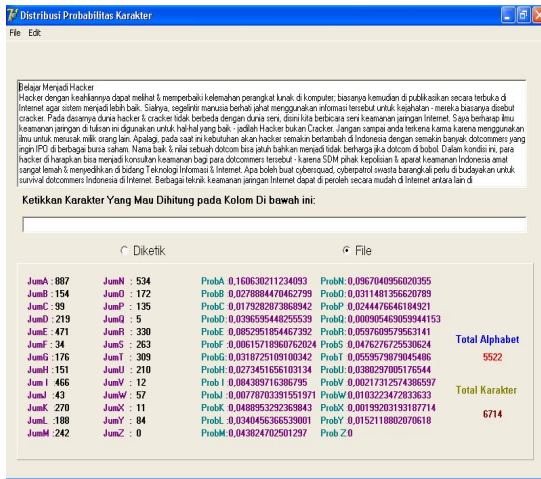 Distribusi Probabilitas Karakter
File Edit
Belajar Menjadi Hacker
Hacker dengan keahliannya dapat melihat & memperbaiki kelemahan perangkat lunak di komputer; biasanya kemudian di publikasikan secara terbuka di
Internet agar sistem menjadi lebih baik. Sialnya, segelintir manusia berhati jahat menggunakan informasi tersebut untuk kejahatan - mereka biasanya disebut
cracker. Pada dasarnya dunia hacker & cracker tidak berbeda dengan dunia seni, disini kita berbicara seni keamanan jaringan Internet. Saya berharap ilmu
keamanan jaringan di tulisan ini digunakan untuk hal-hal yang baik - jadilah Hacker bukan Cracker. Jangan sampai anda terkena karma karena menggunakan
ilmu untuk merusak milik orang lain. Apalagi, pada saat ini kebutuhan akan hacker semakin bertambah di Indonesia dengan semakin banyak dotcommers yang
ingin IPO di berbagai bursa saham. Nama baik & nilai sebuah dotcom bisa jatuh bahkan menjadi tidak berharga jika dotcom di bobol. Dalam kondisi ini, para
hacker di harapkan bisa menjadi konsultan keamanan bagi para dotcommers tersebut - karena SDM pihak kepolisian & aparat keamanan Indonesia amat
sangat lemah & menyedihkan di bidang Teknologi Informasi & Internet. Apa boleh buat cybersquad, cyberpatrol swasta barangkali perlu di budayakan untuk
survival dotcommers Indonesia di Internet. Berbagai teknik keamanan jaringan Internet dapat di peroleh secara mudah di Internet antara lain di
Ketikkan Karakter Yang Mau Dihitung pada Kolom Di bawah ini:
Diketik File
JumA : 887 JumN : 534 ProbA :0,160630211234093 ProbN:0,0967040956020355
JumB : 154 JumO : 172 ProbB :0,0278884470462799 ProbO:0,0311481356620789
JumC : 99 JumP : 135 ProbC :0,0179282873868942 ProbP :0,0244476646184921
JumD : 219 JumQ : 5 ProbD:0,0396595448255539 ProbQ:0,000905469059944153
JumE : 471 JumR : 330 ProbE :0,0852951854467392 ProbR:0,0597609579563141
JumF : 34 JumS : 263 ProbF :0,00615718960762024 ProbS :0,0476276725530624
JumG : 176 JumT : 309 ProbG:0,0318725109100342 ProbT :0,0559579879045486
JumH : 151 JumU : 210 ProbH:0,0273451656103134 ProbU:0,0380297005176544
Jum I :466 JumV : 12 Prob I :0,084389716386795 ProbV :0,00217312574386597
JumJ :43 JumW : 57 ProbJ :0,00778703391551971 ProbW:0,0103223472833633
JumK :270 JumX : 11 ProbK :0,0488953292369843 ProbX :0,00199203193187714
JumL :188 JumY : 84 ProbL :0,0340456366539001 ProbY :0,0152118802070618
JumM :242 JumZ : 0 ProbM:0,043824702501297 Prob Z:0
Total Alphabet
5522
Total Karakter
6714